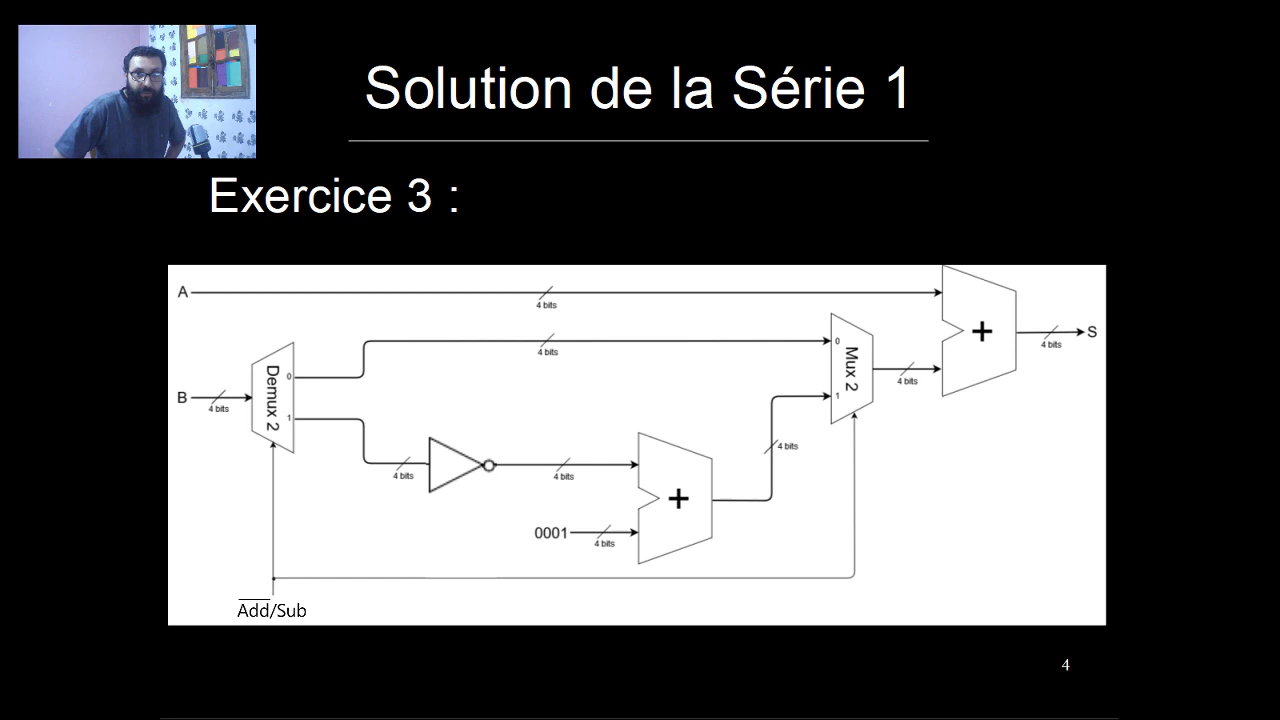 Solution de la Série 1
Exercice 3 :
A
4 bits
+
4 bits
S
4 bits
0
Mux 2
4 bits
1
B
4 bits
Demux 2
0
1
4 bits
4 bits
+
4 bits
0001
4 bits
Add/Sub
4